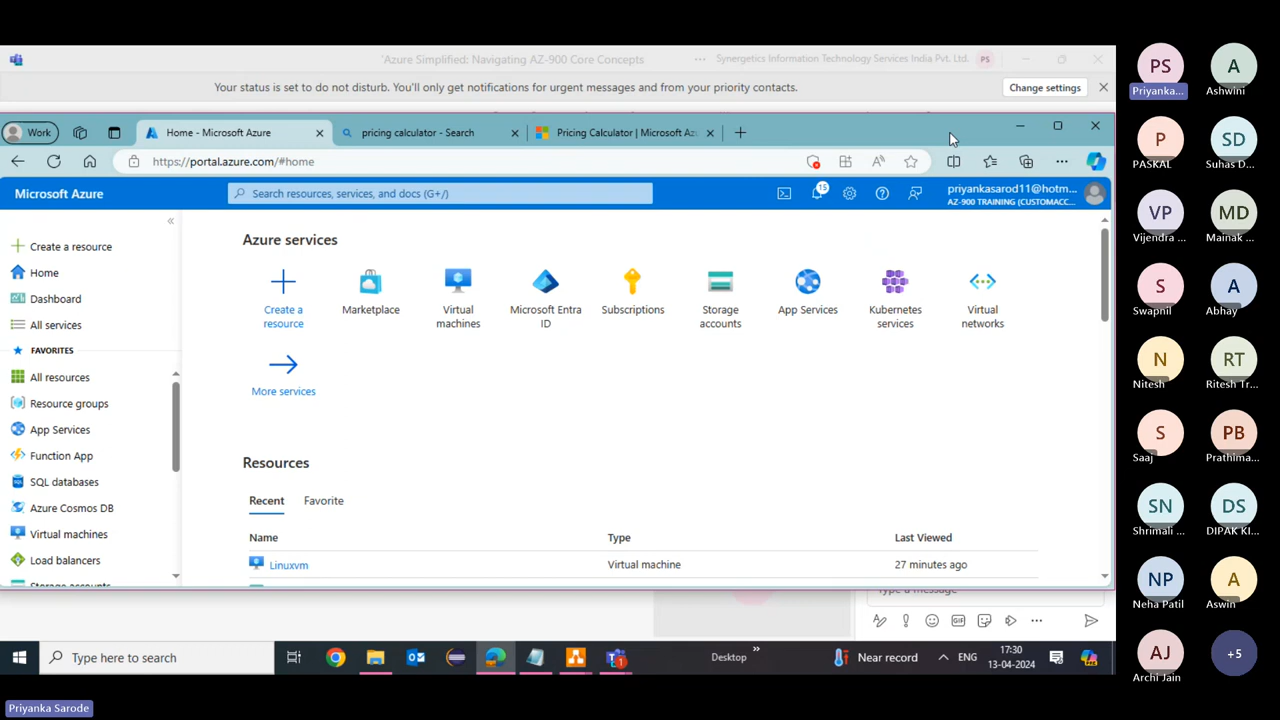 'Azure Simplified: Navigating AZ-900 Core Concepts
Synergetics Information Technology Services India Pvt. Ltd.
PS
Your status is set to do not disturb. You'll only get notifications for urgent messages and from your priority contacts.
Change settings
Work
Home - Microsoft Azure
pricing calculator - Search
Pricing Calculator | Microsoft Az
https://portal.azure.com/#home
Microsoft Azure
Search resources, services, and docs (G+/)
15
priyankasarod11@hotm...
AZ-900 TRAINING (CUSTOMACC...
Create a resource
Home
Dashboard
All services
FAVORITES
All resources
Resource groups
App Services
Function App
SQL databases
Azure Cosmos DB
Virtual machines
Load balancers
Storage accounts
Azure services
Create a
resource
Marketplace
Virtual
machines
Microsoft Entra
ID
Subscriptions
Storage
accounts
App Services
Kubernetes
services
Virtual
networks
More services
Resources
Recent
Favorite
Name
Type
Last Viewed
Linuxvm
Virtual machine
27 minutes ago
Type a message
GIF
Type here to search
1
Desktop
Near record
ENG
17:30
13-04-2024
PS
Priyanka...
A
Ashwini
P
PASKAL
SD
Suhas D...
VP
Vijendra ...
MD
Mainak ...
S
Swapnil
A
Abhay
N
Nitesh
RT
Ritesh Tr...
S
Saaj
PB
Prathima...
SN
Shrimali ...
DS
DIPAK KI...
NP
Neha Patil
A
Aswin
AJ
Archi Jain
+5
Priyanka Sarode